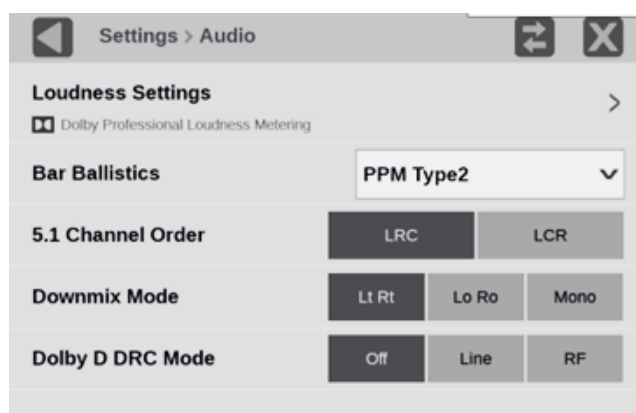 Settings > Audio
Loudness Settings
Dolby Professional Loudness Metering
Bar Ballistics PPM Type2
5.1 Channel Order LRC LCR
Downmix Mode Lt Rt Lo Ro Mono
Dolby D DRC Mode Off Line RF